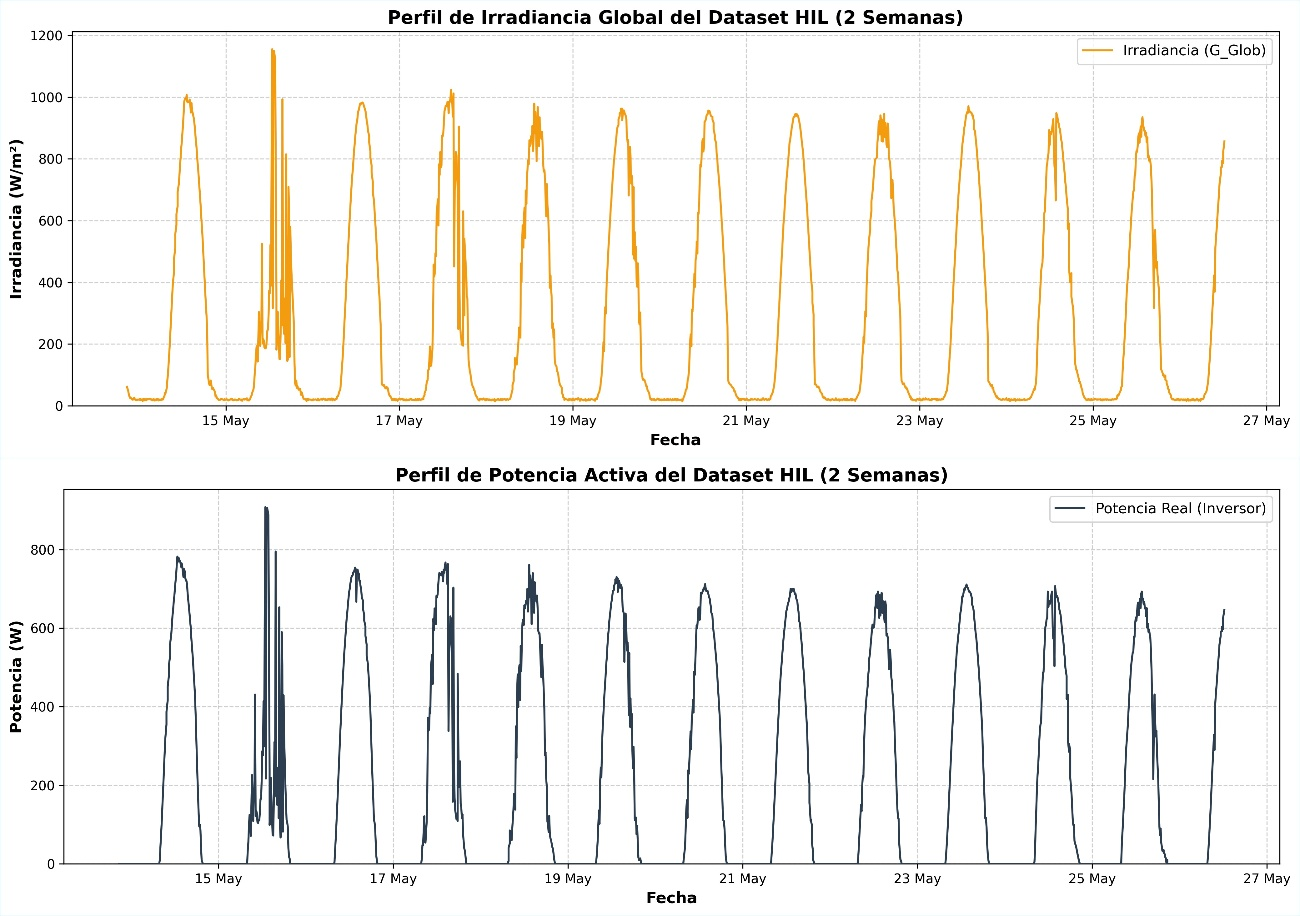 Perfil de Irradiancia Global del Dataset HIL (2 Semanas)
Irradiancia (G_Glob)
1200
1000
800
600
400
200
0
Irradiancia (W/m²)
15 May
17 May
19 May
21 May
23 May
25 May
27 May
Fecha
Perfil de Potencia Activa del Dataset HIL (2 Semanas)
Potencia Real (Inversor)
800
600
400
200
0
Potencia (W)
15 May
17 May
19 May
21 May
23 May
25 May
27 May
Fecha